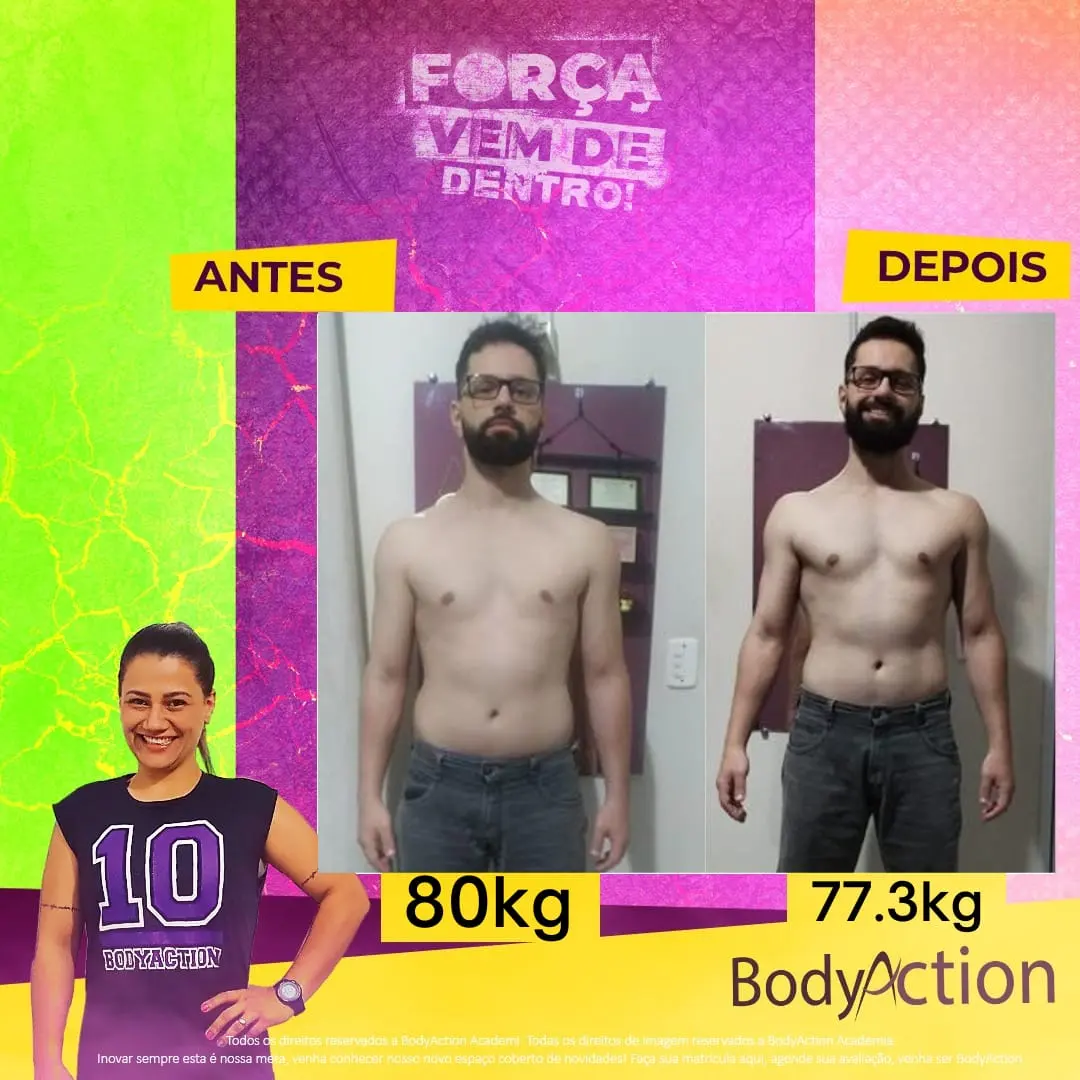 FORÇA
VEM DE
DENTRO!
ANTES
DEPOIS
10
BODYACTION
80kg
77.3kg
BodyAction
Todos os direitos reservados a BodyAction Academi. Todas os direitos de Imagem reservados a BodyAction Academia.
Inovar sempre esta é nossa meta, venha conhecer nosso novo espaço coberto de novidades! Faça sua matrícula aqui, agende sua avaliação, venha ser BodyAction